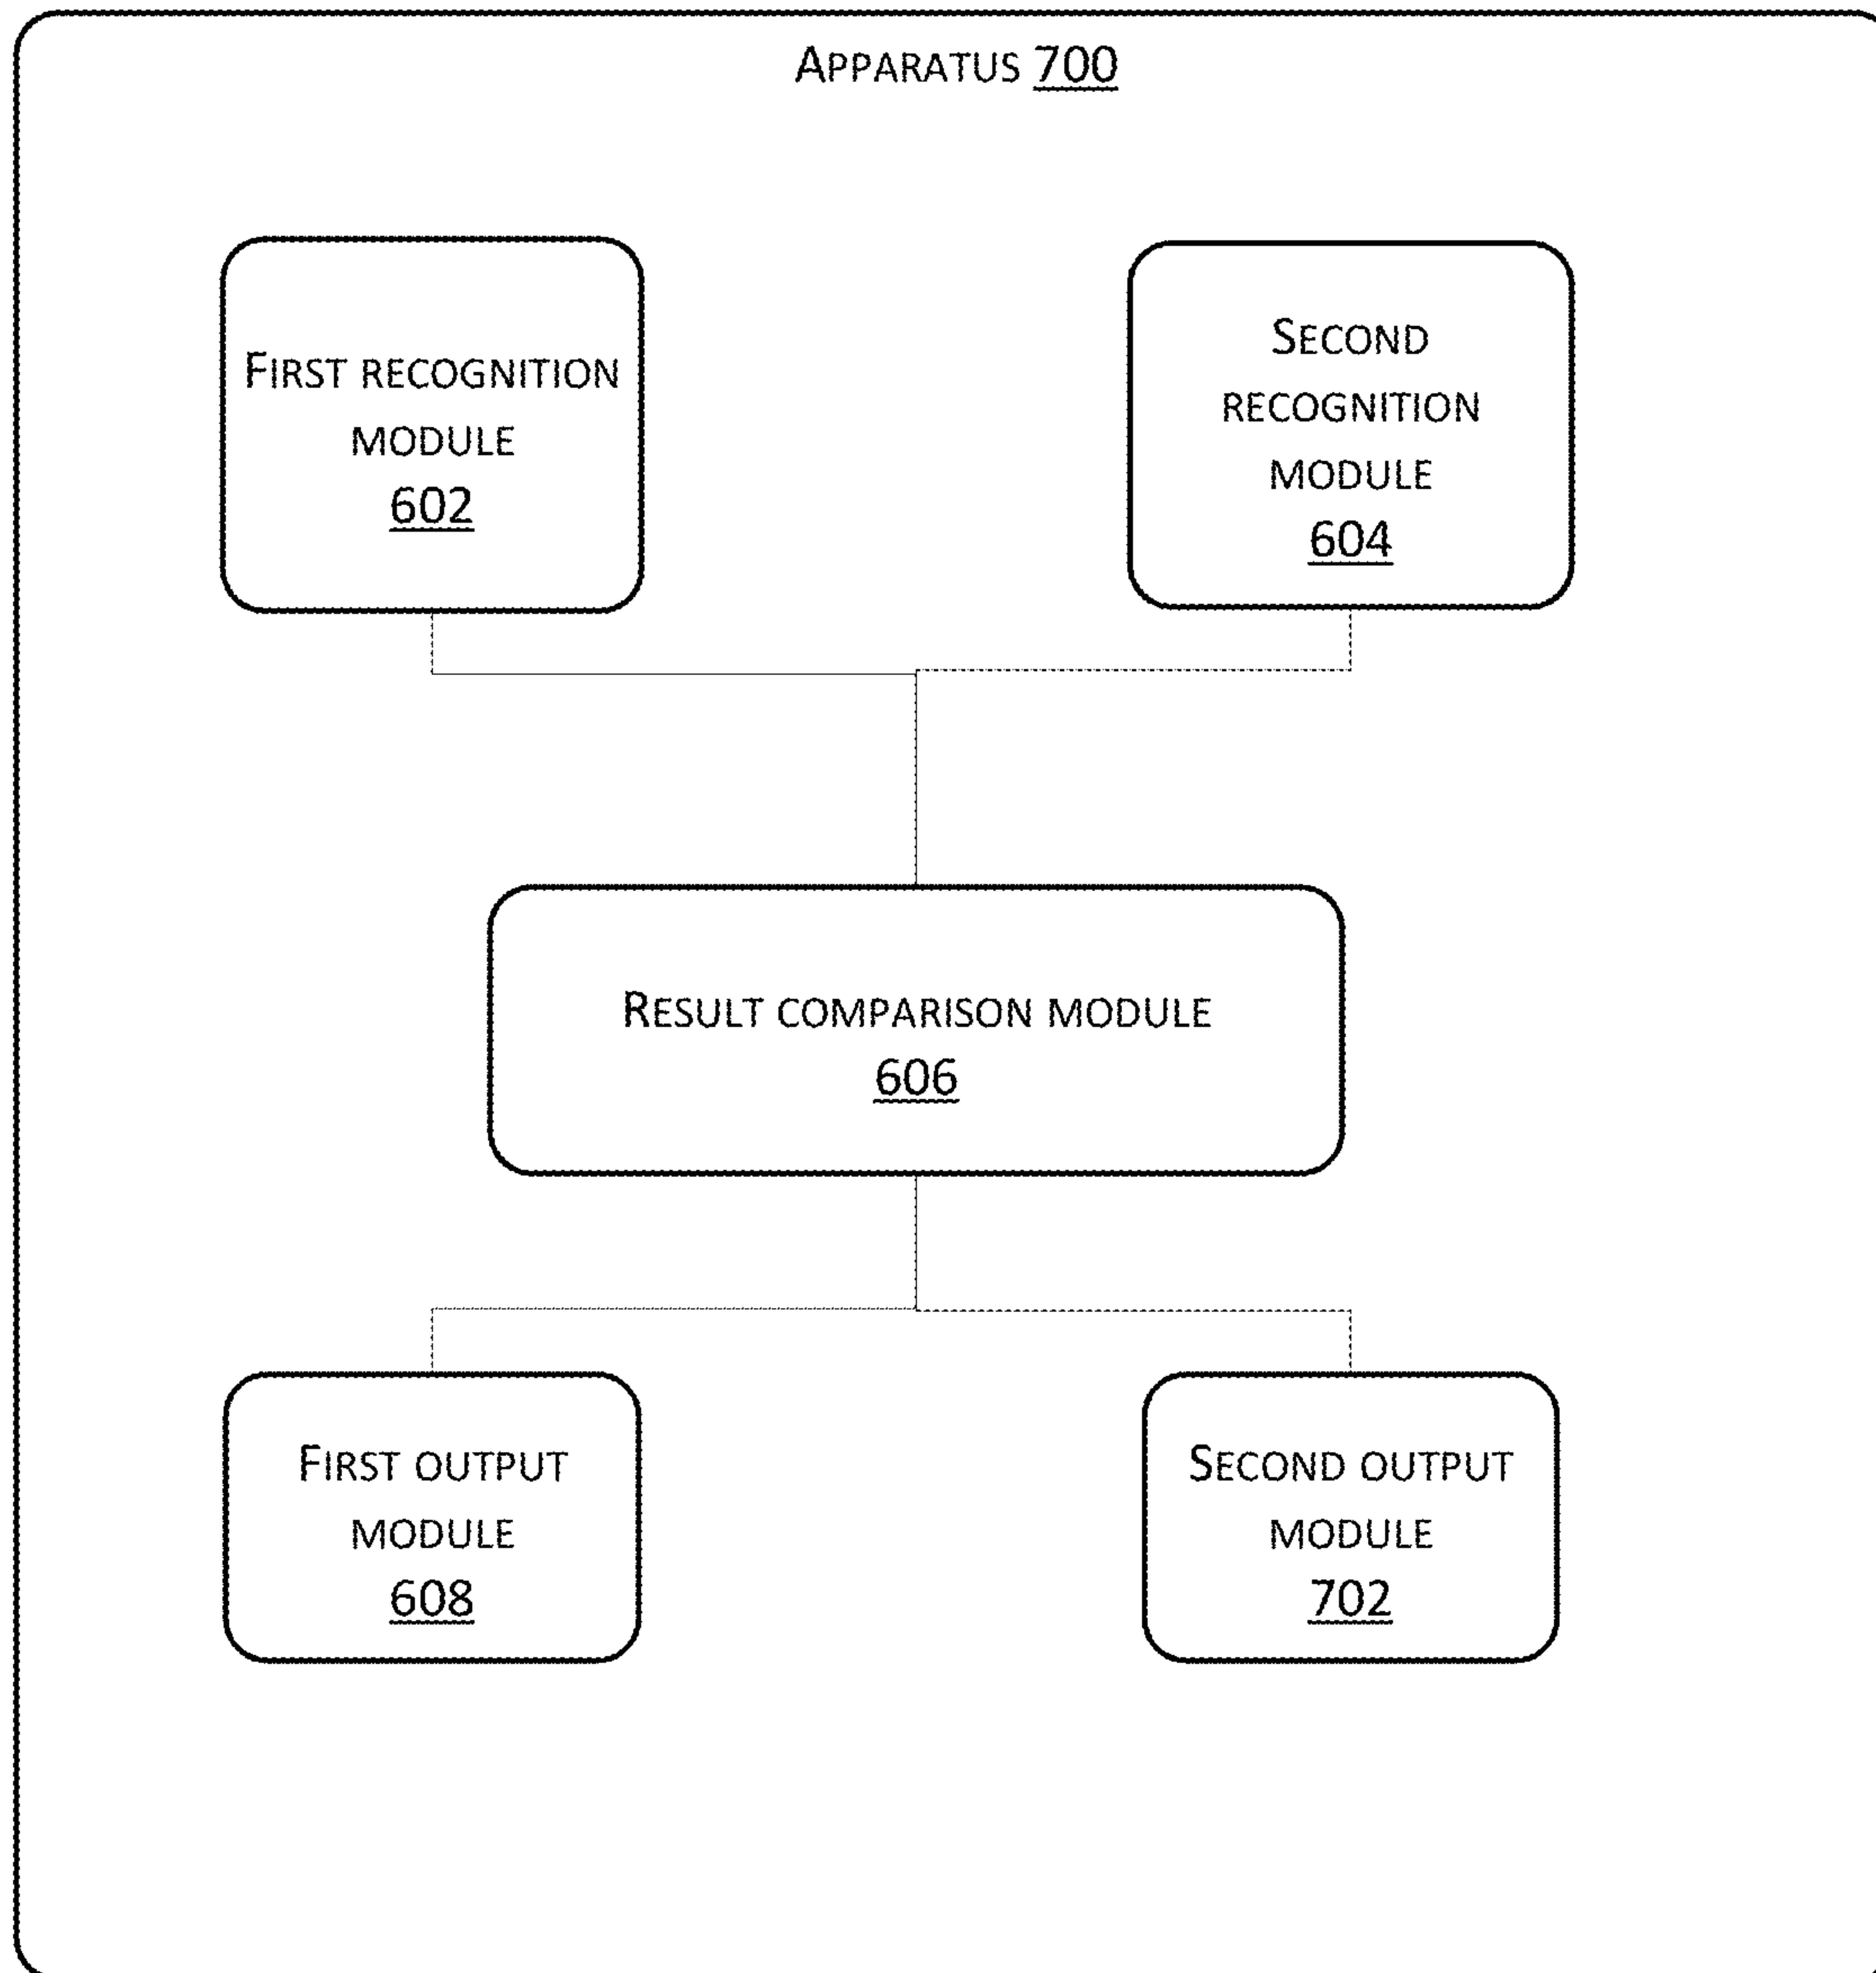 APPARATUS 700
FIRST RECOGNITION
MODULE
602
SECOND
RECOGNITION
MODULE
604
RESULT COMPARISON MODULE
606
FIRST OUTPUT
MODULE
608
SECOND OUTPUT
MODULE
702